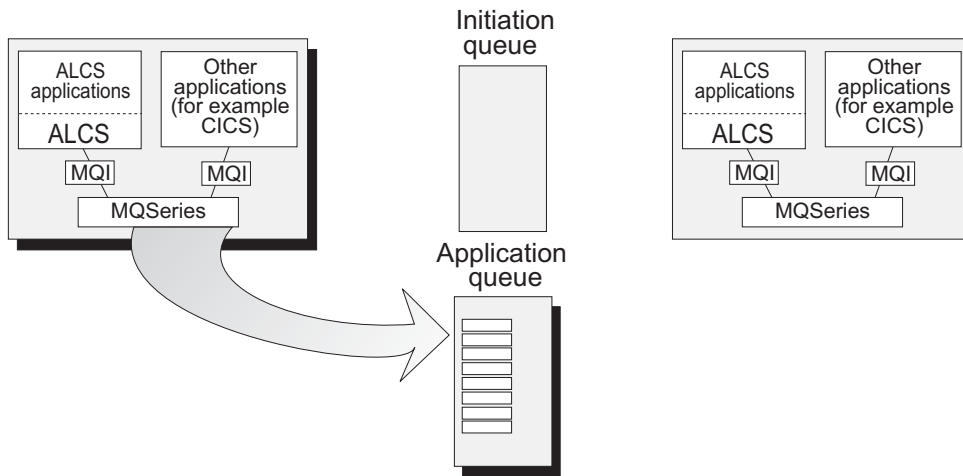 Initiation
queue
ALCS
applications
ALCS
Other
applications
(for example
CICS)
MQI
MQI
MQSeries
ALCS
applications
ALCS
Other
applications
(for example
CICS)
MQI
MQI
MQSeries
Application
queue